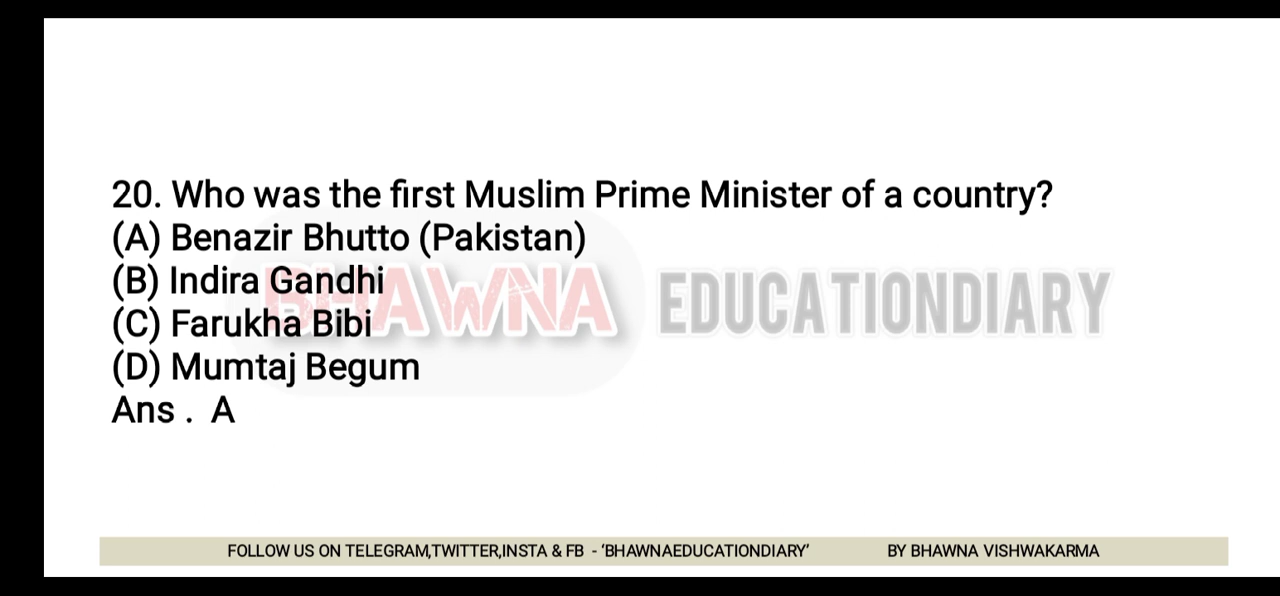 20. Who was the first Muslim Prime Minister of a country?
(A) Benazir Bhutto (Pakistan)
(B) Indira Gandhi
(C) Farukha Bibi
(D) Mumtaj Begum
Ans . A
BHAWNA EDUCATIONDIARY
FOLLOW US ON TELEGRAM,TWITTER,INSTA & FB - 'BHAWNAEDUCATIONDIARY' BY BHAWNA VISHWAKARMA